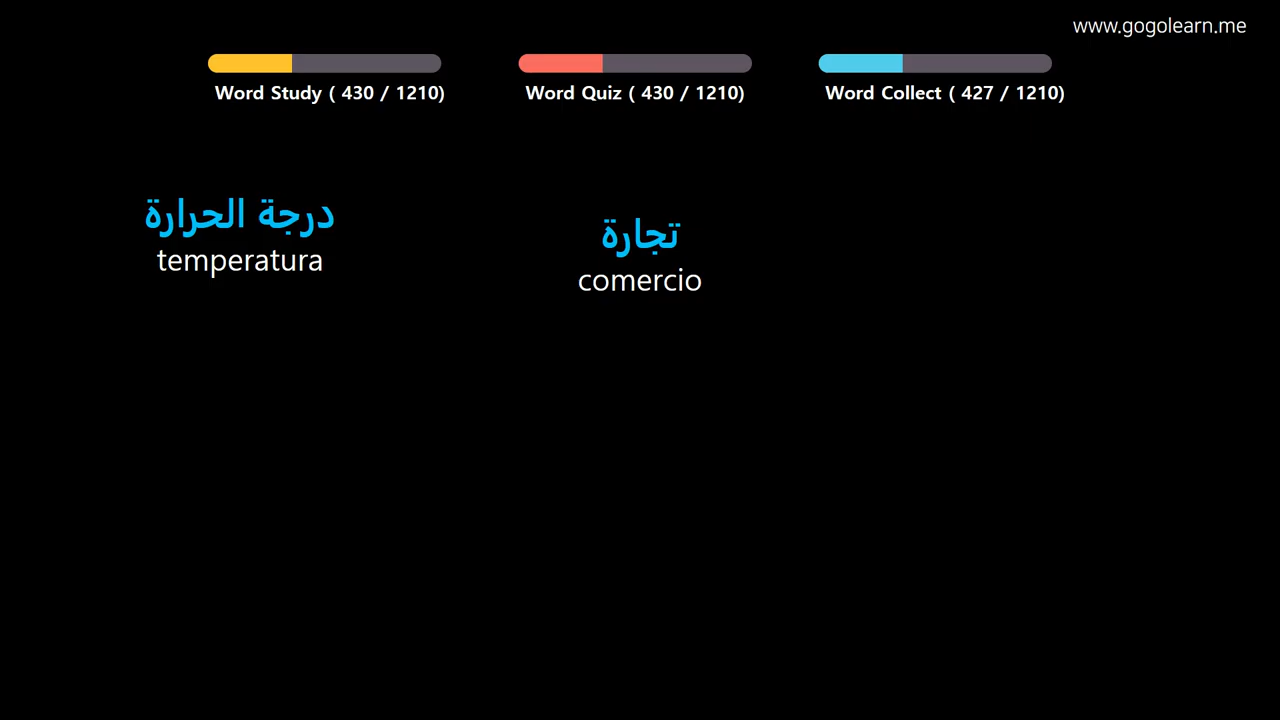 www.gogolearn.me
Word Study ( 430 / 1210)
Word Quiz ( 430 / 1210)
Word Collect ( 427 / 1210)
درجة الحرارة
temperatura
تجارة
comercio